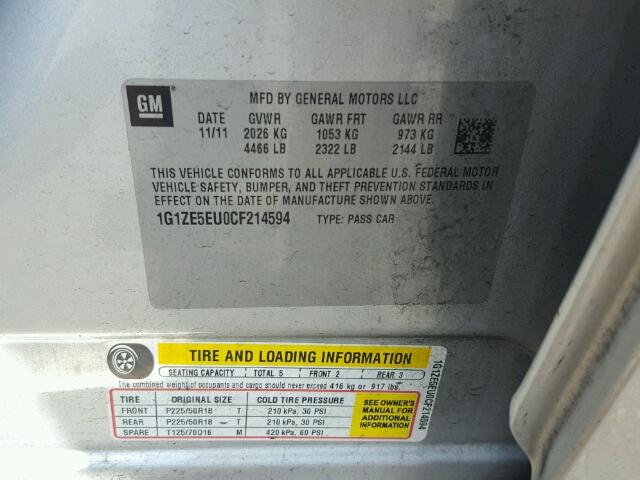 GM
MFD BY GENERAL MOTORS LLC
DATE GVWR GAWR FRT GAWR RR
11/11 2026 KG 1053 KG 973 KG
4466 LB 2322 LB 2144 LB
THIS VEHICLE CONFORMS TO ALL APPLICABLE U.S. FEDERAL MOTOR
VEHICLE SAFETY, BUMPER, AND THEFT PREVENTION STANDARDS IN
EFFECT ON THE DATE OF MANUFACTURE SHOWN ABOVE.
1G1ZE5EU0CF214594 TYPE: PASS CAR
TIRE AND LOADING INFORMATION
SEATING CAPACITY TOTAL 5 FRONT 2 REAR 3
The combined weight of occupants and cargo should never exceed 416 kg or 917 lbs.
TIRE ORIGINAL SIZE COLD TIRE PRESSURE
FRONT P225/50R18 T 210 kPa, 30 PSI
REAR P225/50R18 T 210 kPa, 30 PSI
SPARE T125/70D16 M 420 kPa, 60 PSI
SEE OWNER'S
MANUAL FOR
ADDITIONAL
INFORMATION
1G1ZE5EU0CF214594